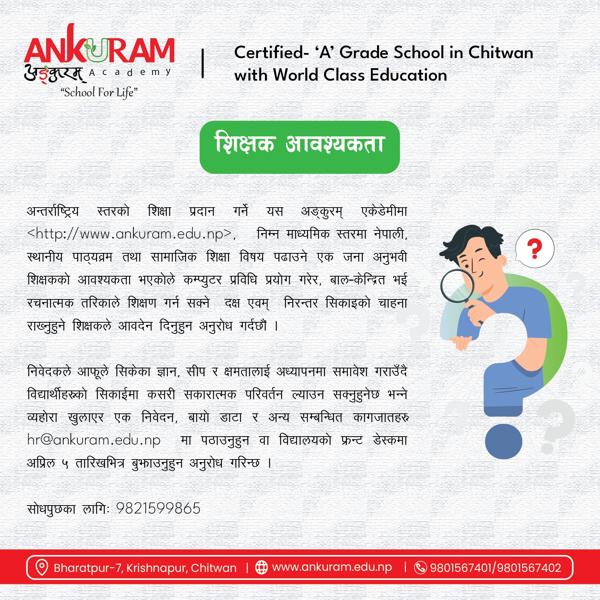 ANKURAM
अङ्कुरम् Academy
"School For Life"
Certified- 'A' Grade School in Chitwan
with World Class Education
शिक्षक आवश्यकता
अन्तर्राष्ट्रिय स्तरको शिक्षा प्रदान गर्ने यस अङ्कुरम् एकेडेमीमा
<http://www.ankuram.edu.np>, निम्न माध्यमिक स्तरमा नेपाली,
स्थानीय पाठ्यक्रम तथा सामाजिक शिक्षा विषय पढाउने एक जना अनुभवी
शिक्षकको आवश्यकता भएकोले कम्प्युटर प्रविधि प्रयोग गरेर, बाल-केन्द्रित भई
रचनात्मक तरिकाले शिक्षण गर्न सक्ने दक्ष एवम् निरन्तर सिकाइको चाहना
राख्नुहुने शिक्षकले आवदेन दिनुहुन अनुरोध गर्दछौ ।
निवेदकले आफूले सिकेका ज्ञान, सीप र क्षमतालाई अध्यापनमा समावेश गराउँदै
विद्यार्थीहरुको सिकाईमा कसरी सकारात्मक परिवर्तन ल्याउन सक्नुहुनेछ भन्ने
व्यहोरा खुलाएर एक निवेदन, बायो डाटा र अन्य सम्बन्धित कागजातहरु
hr@ankuram.edu.np मा पठाउनुहुन वा विद्यालयको फ्रन्ट डेस्कमा
अप्रिल ५ तारिखभित्र बुझाउनुहुन अनुरोध गरिन्छ ।
सोधपुछका लागिः 9821599865
Bharatpur-7, Krishnapur, Chitwan | www.ankuram.edu.np | 9801567401/9801567402